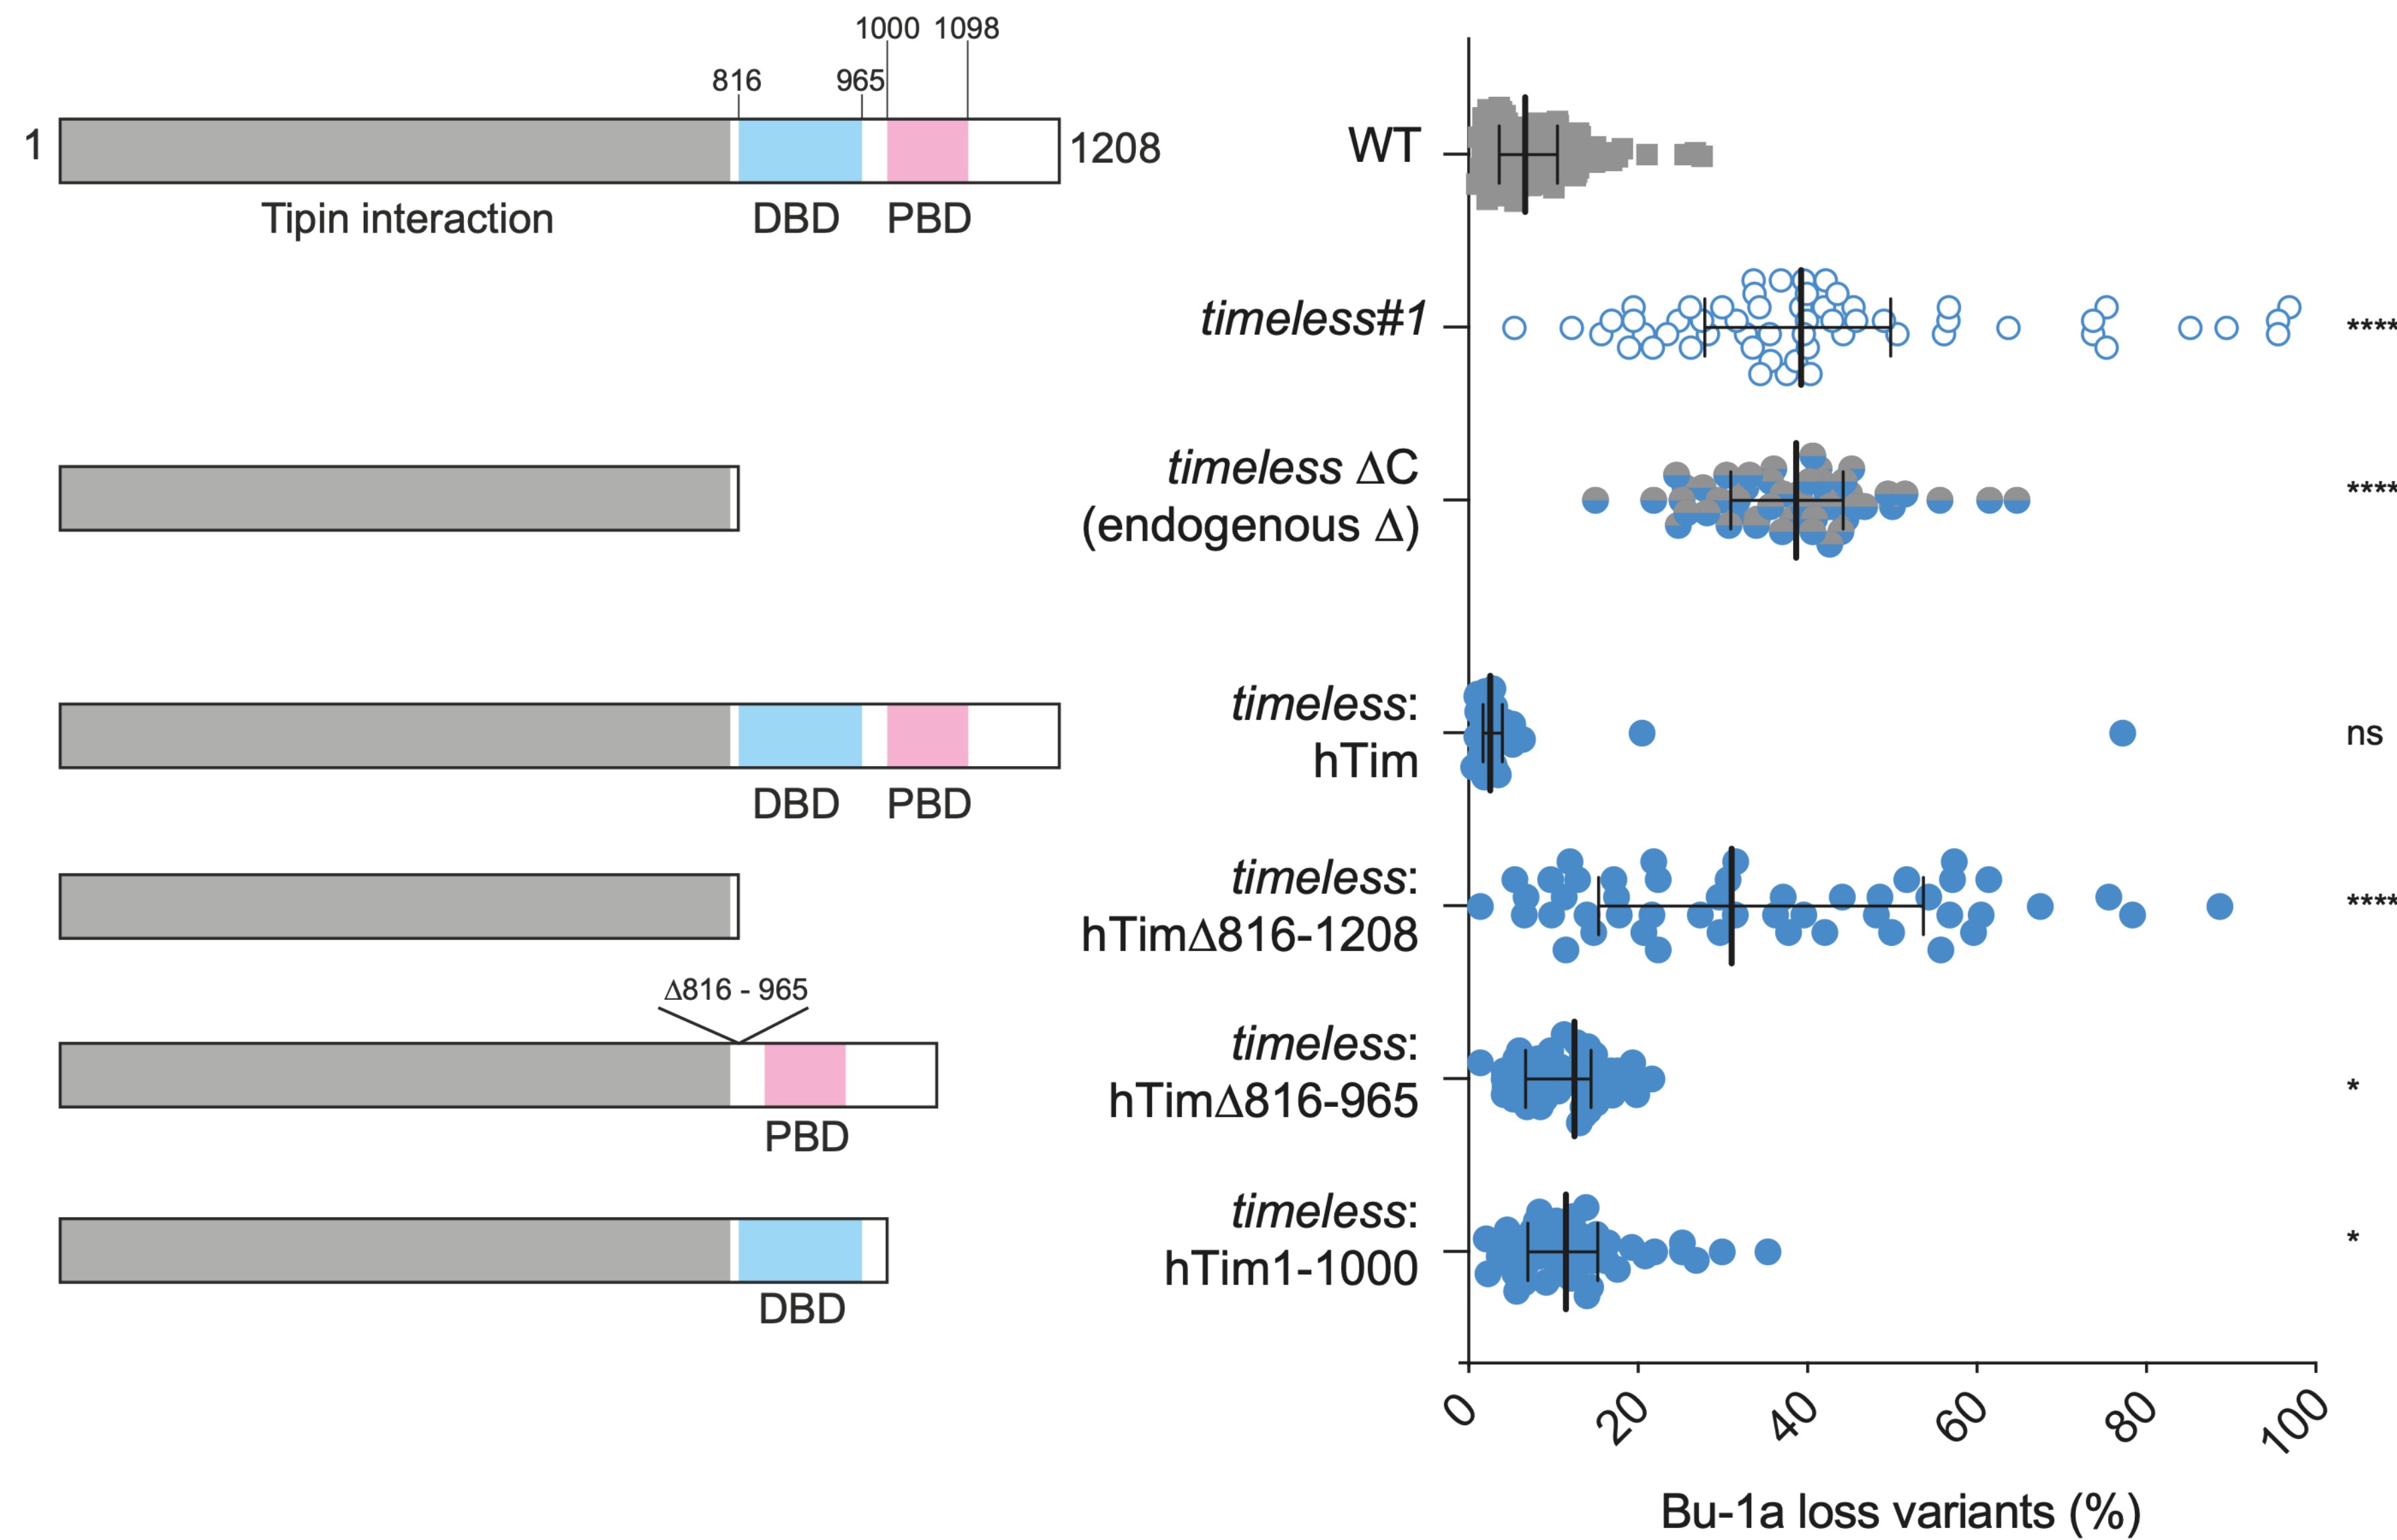 1000 1098
816 965
1 1208
Tipin interaction DBD PBD
WT
timeless#1
****
timeless ΔC
(endogenous Δ)
****
timeless:
hTim
ns
DBD PBD
timeless:
hTimΔ816-1208
****
Δ816 - 965
timeless:
hTimΔ816-965
*
PBD
timeless:
hTim1-1000
*
DBD
0 20 40 60 80 100
Bu-1a loss variants (%)